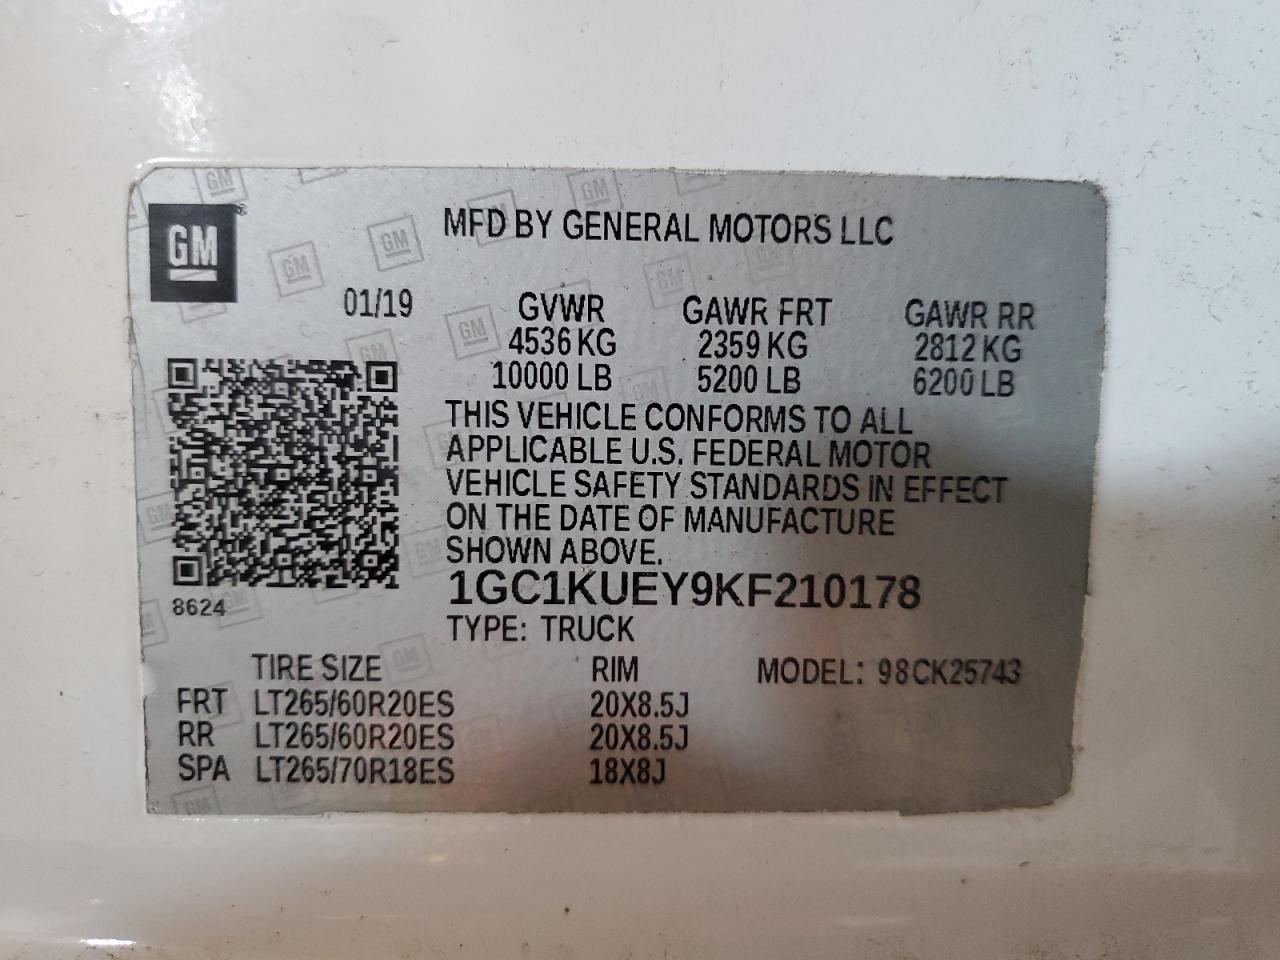 GM
MFD BY GENERAL MOTORS LLC
01/19 GVWR GAWR FRT GAWR RR
4536 KG 2359 KG 2812 KG
10000 LB 5200 LB 6200 LB
THIS VEHICLE CONFORMS TO ALL
APPLICABLE U.S. FEDERAL MOTOR
VEHICLE SAFETY STANDARDS IN EFFECT
ON THE DATE OF MANUFACTURE
SHOWN ABOVE.
1GC1KUEY9KF210178
8624
TYPE: TRUCK
TIRE SIZE RIM MODEL: 98CK25743
FRT LT265/60R20ES 20X8.5J
RR LT265/60R20ES 20X8.5J
SPA LT265/70R18ES 18X8J